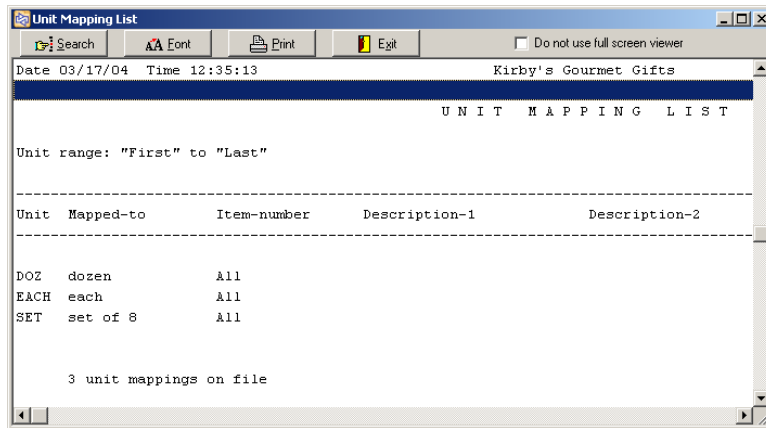 Unit Mapping List
Search Font Print Exit Do not use full screen viewer
Date 03/17/04 Time 12:35:13 Kirby's Gourmet Gifts
U N I T M A P P I N G L I S T
Unit range: "First" to "Last"
Unit Mapped-to Item-number Description-1 Description-2
DOZ dozen All
EACH each All
SET set of 8 All
3 unit mappings on file